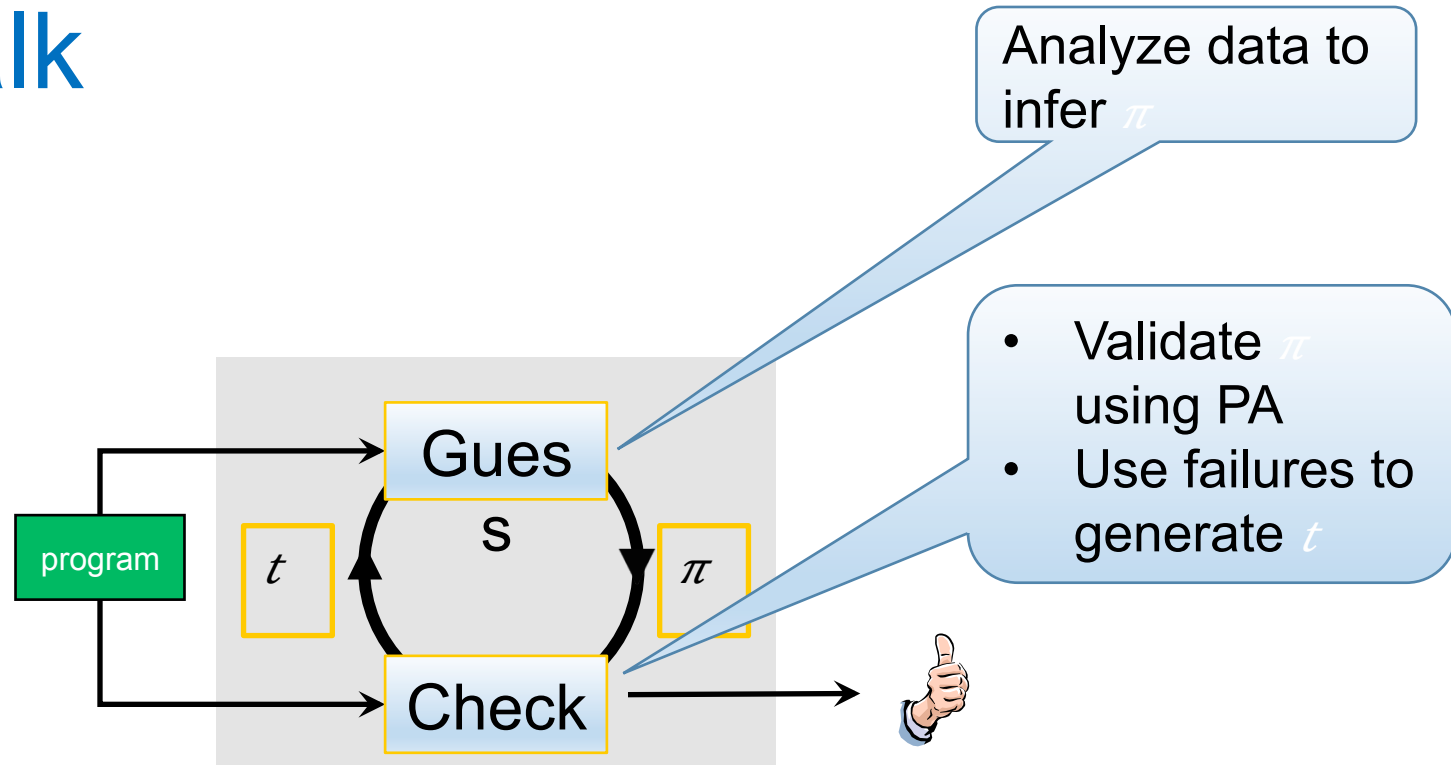 lk
Analyze data to
infer π
• Validate π
using PA
• Use failures to
generate t
Gues
s
program
t
π
Check